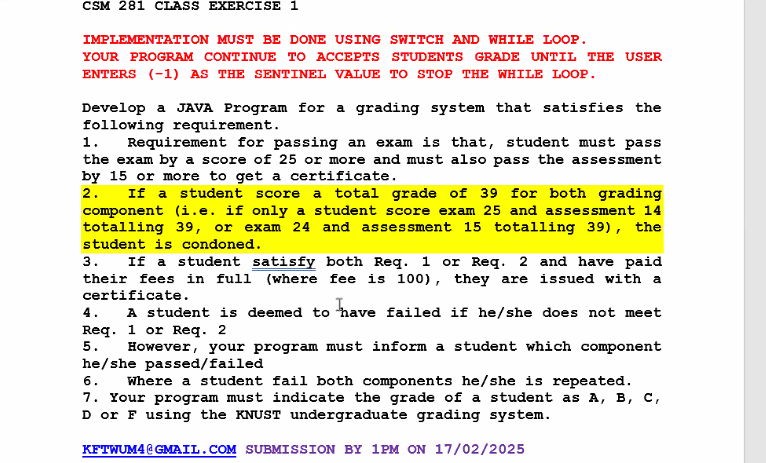 CSM 281 CLASS EXERCISE 1
IMPLEMENTATION MUST BE DONE USING SWITCH AND WHILE LOOP.
YOUR PROGRAM CONTINUE TO ACCEPTS STUDENTS GRADE UNTIL THE USER
ENTERS (-1) AS THE SENTINEL VALUE TO STOP THE WHILE LOOP.
Develop a JAVA Program for a grading system that satisfies the
following requirement.
1. Requirement for passing an exam is that, student must pass
the exam by a score of 25 or more and must also pass the assessment
by 15 or more to get a certificate.
2. If a student score a total grade of 39 for both grading
component (i.e. if only a student score exam 25 and assessment 14
totalling 39, or exam 24 and assessment 15 totalling 39), the
student is condoned.
3. If a student satisfy both Req. 1 or Req. 2 and have paid
their fees in full (where fee is 100), they are issued with a
certificate.
4. A student is deemed to have failed if he/she does not meet
Req. 1 or Req. 2
5. However, your program must inform a student which component
he/she passed/failed
6. Where a student fail both components he/she is repeated.
7. Your program must indicate the grade of a student as A, B, C,
D or F using the KNUST undergraduate grading system.
KFTWUM4@GMAIL.COM SUBMISSION BY 1PM ON 17/02/2025